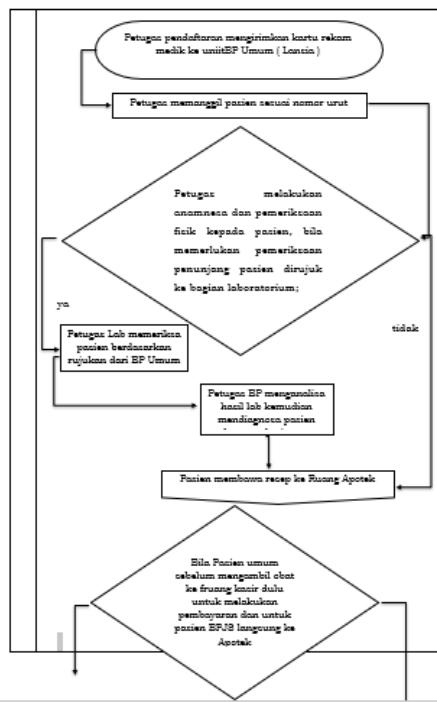 Petugas pendaftaran mengirimkan kartu rekam
medik ke uniitBP Umum ( Lansia )
Petugas memanggil pasien sesuai nomor urut
Petugas melakukan
anamnesa dan pemeriksaan
fisik kepada pasien, bila
memerlukan pemeriksaan
penunjang pasien dirujuk
ke bagian laboratorium;
ya
tidak
Petugas Lab memeriksa
pasien berdasarkan
rujukan dari BP Umum
Petugas BP menganalisa
hasil lab kemudian
mendiagnosa pasien
Pasien membawa recep ke Ruang Apotek
Bila Pasien umum
sebelum mengambil obat
ke fruang kasir dulu
untuk melakukan
pembayaran dan untuk
pasien BPJS langsung ke
Apotek